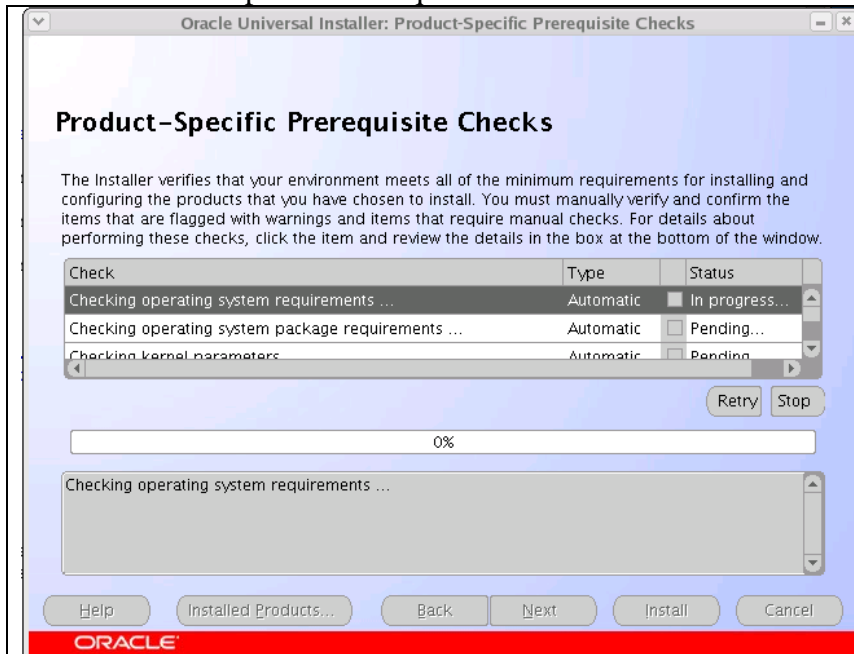 Oracle Universal Installer: Product-Specific Prerequisite Checks
Product-Specific Prerequisite Checks
The Installer verifies that your environment meets all of the minimum requirements for installing and
configuring the products that you have chosen to install. You must manually verify and confirm the
items that are flagged with warnings and items that require manual checks. For details about
performing these checks, click the item and review the details in the box at the bottom of the window.
Check Type Status
Checking operating system requirements ... Automatic In progress...
Checking operating system package requirements ... Automatic Pending...
Checking kernel parameters Automatic Pending
Retry Stop
0%
Checking operating system requirements ...
Help Installed Products... Back Next Install Cancel
ORACLE